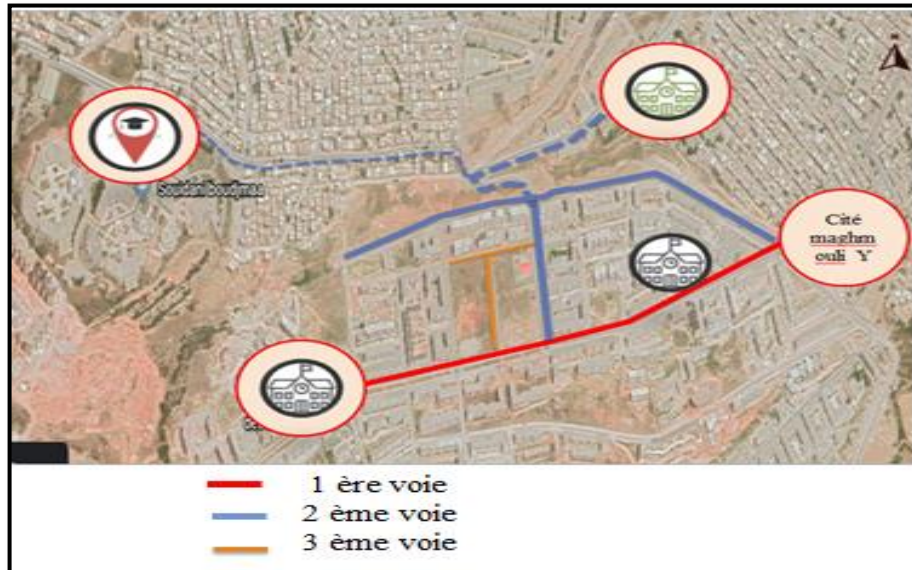 Souidani boudjmaa
Cité
maghm
ouli Y
1 ère voie
2 ème voie
3 ème voie